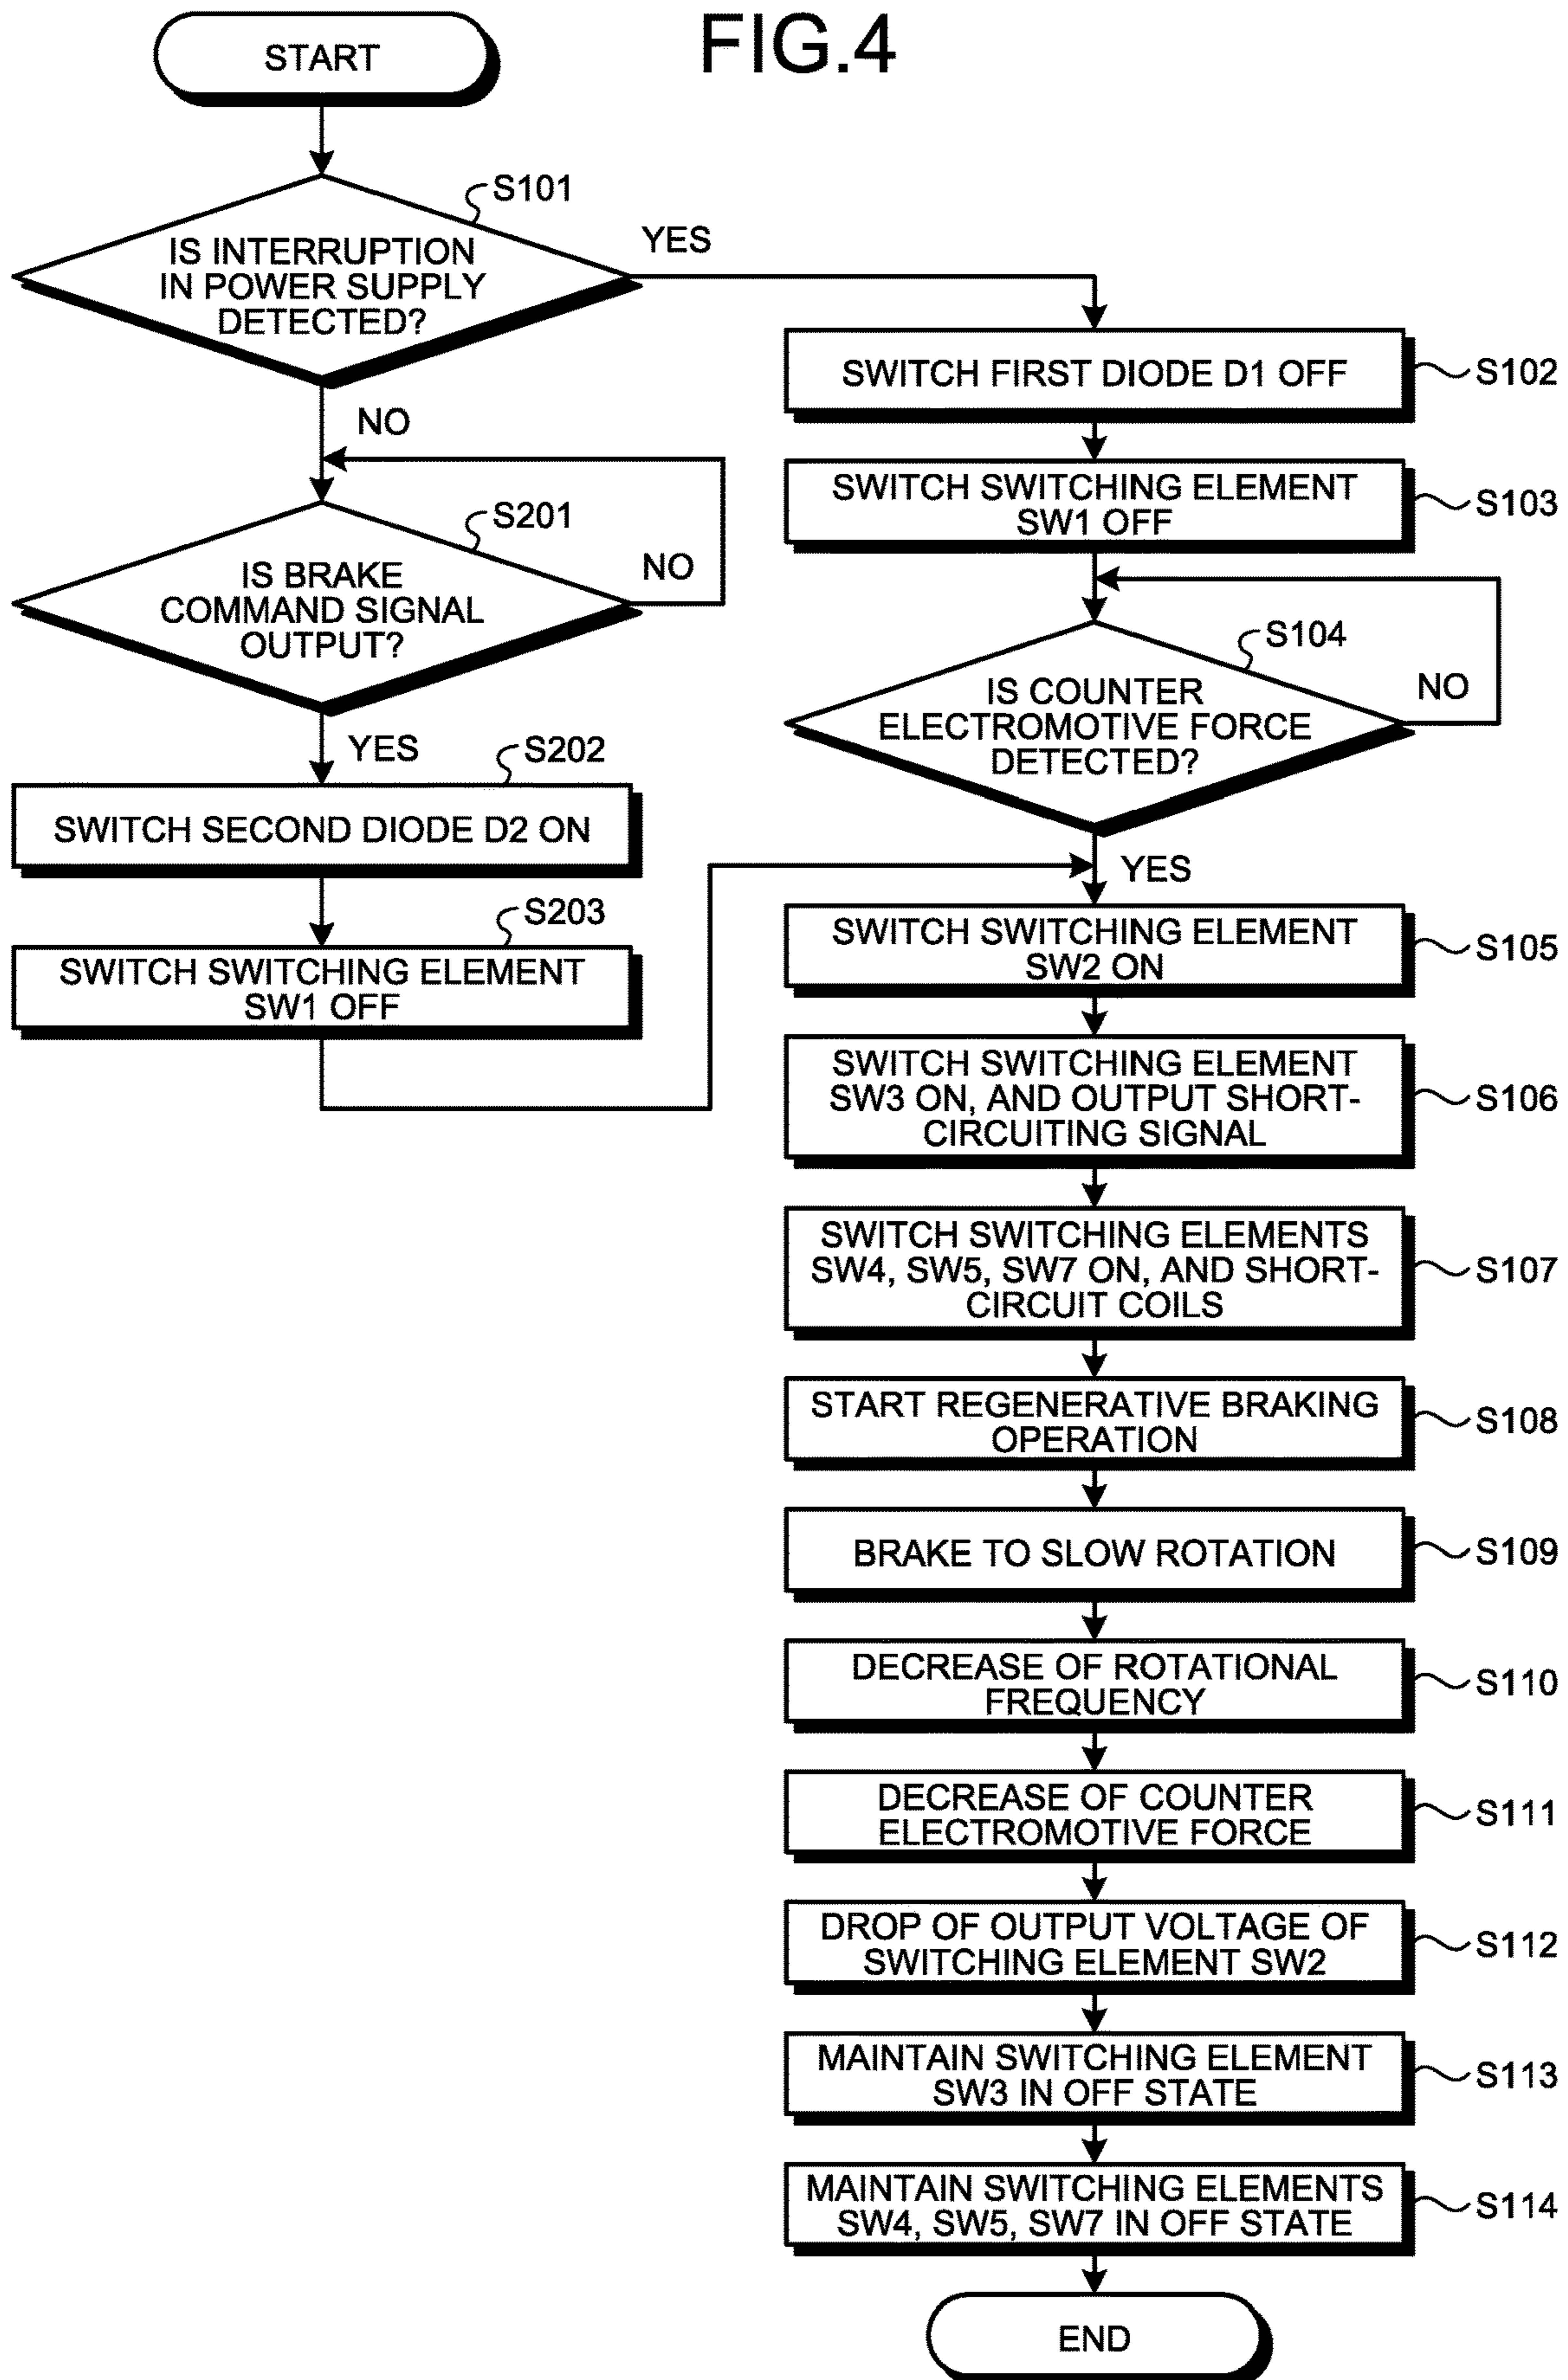 FIG.4
START
S101
IS INTERRUPTION
IN POWER SUPPLY
DETECTED?
YES
NO
S201
IS BRAKE
COMMAND SIGNAL
OUTPUT?
NO
YES
S202
SWITCH SECOND DIODE D2 ON
S203
SWITCH SWITCHING ELEMENT
SW1 OFF
SWITCH FIRST DIODE D1 OFF
S102
SWITCH SWITCHING ELEMENT
SW1 OFF
S103
S104
IS COUNTER
ELECTROMOTIVE FORCE
DETECTED?
NO
YES
SWITCH SWITCHING ELEMENT
SW2 ON
S105
SWITCH SWITCHING ELEMENT
SW3 ON, AND OUTPUT SHORT-
CIRCUITING SIGNAL
S106
SWITCH SWITCHING ELEMENTS
SW4, SW5, SW7 ON, AND SHORT-
CIRCUIT COILS
S107
START REGENERATIVE BRAKING
OPERATION
S108
BRAKE TO SLOW ROTATION
S109
DECREASE OF ROTATIONAL
FREQUENCY
S110
DECREASE OF COUNTER
ELECTROMOTIVE FORCE
S111
DROP OF OUTPUT VOLTAGE OF
SWITCHING ELEMENT SW2
S112
MAINTAIN SWITCHING ELEMENT
SW3 IN OFF STATE
S113
MAINTAIN SWITCHING ELEMENTS
SW4, SW5, SW7 IN OFF STATE
S114
END